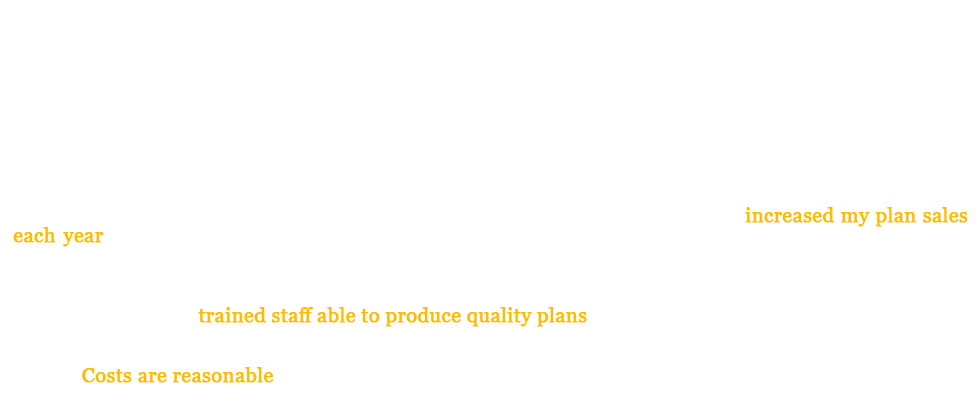 increased my plan sales
each year
trained staff able to produce quality plans
Costs are reasonable